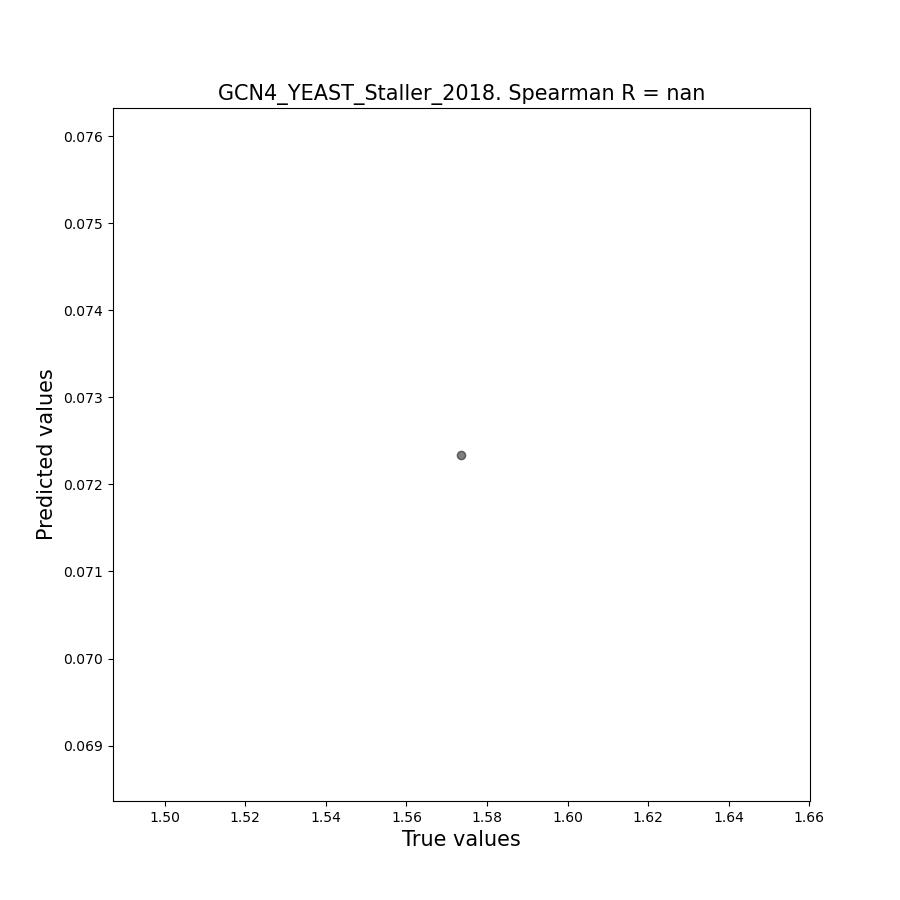 GCN4_YEAST_Staller_2018. Spearman R = nan
0.076
0.075
0.074
0.073
0.072
0.071
0.070
0.069
Predicted values
1.50 1.52 1.54 1.56 1.58 1.60 1.62 1.64 1.66
True values